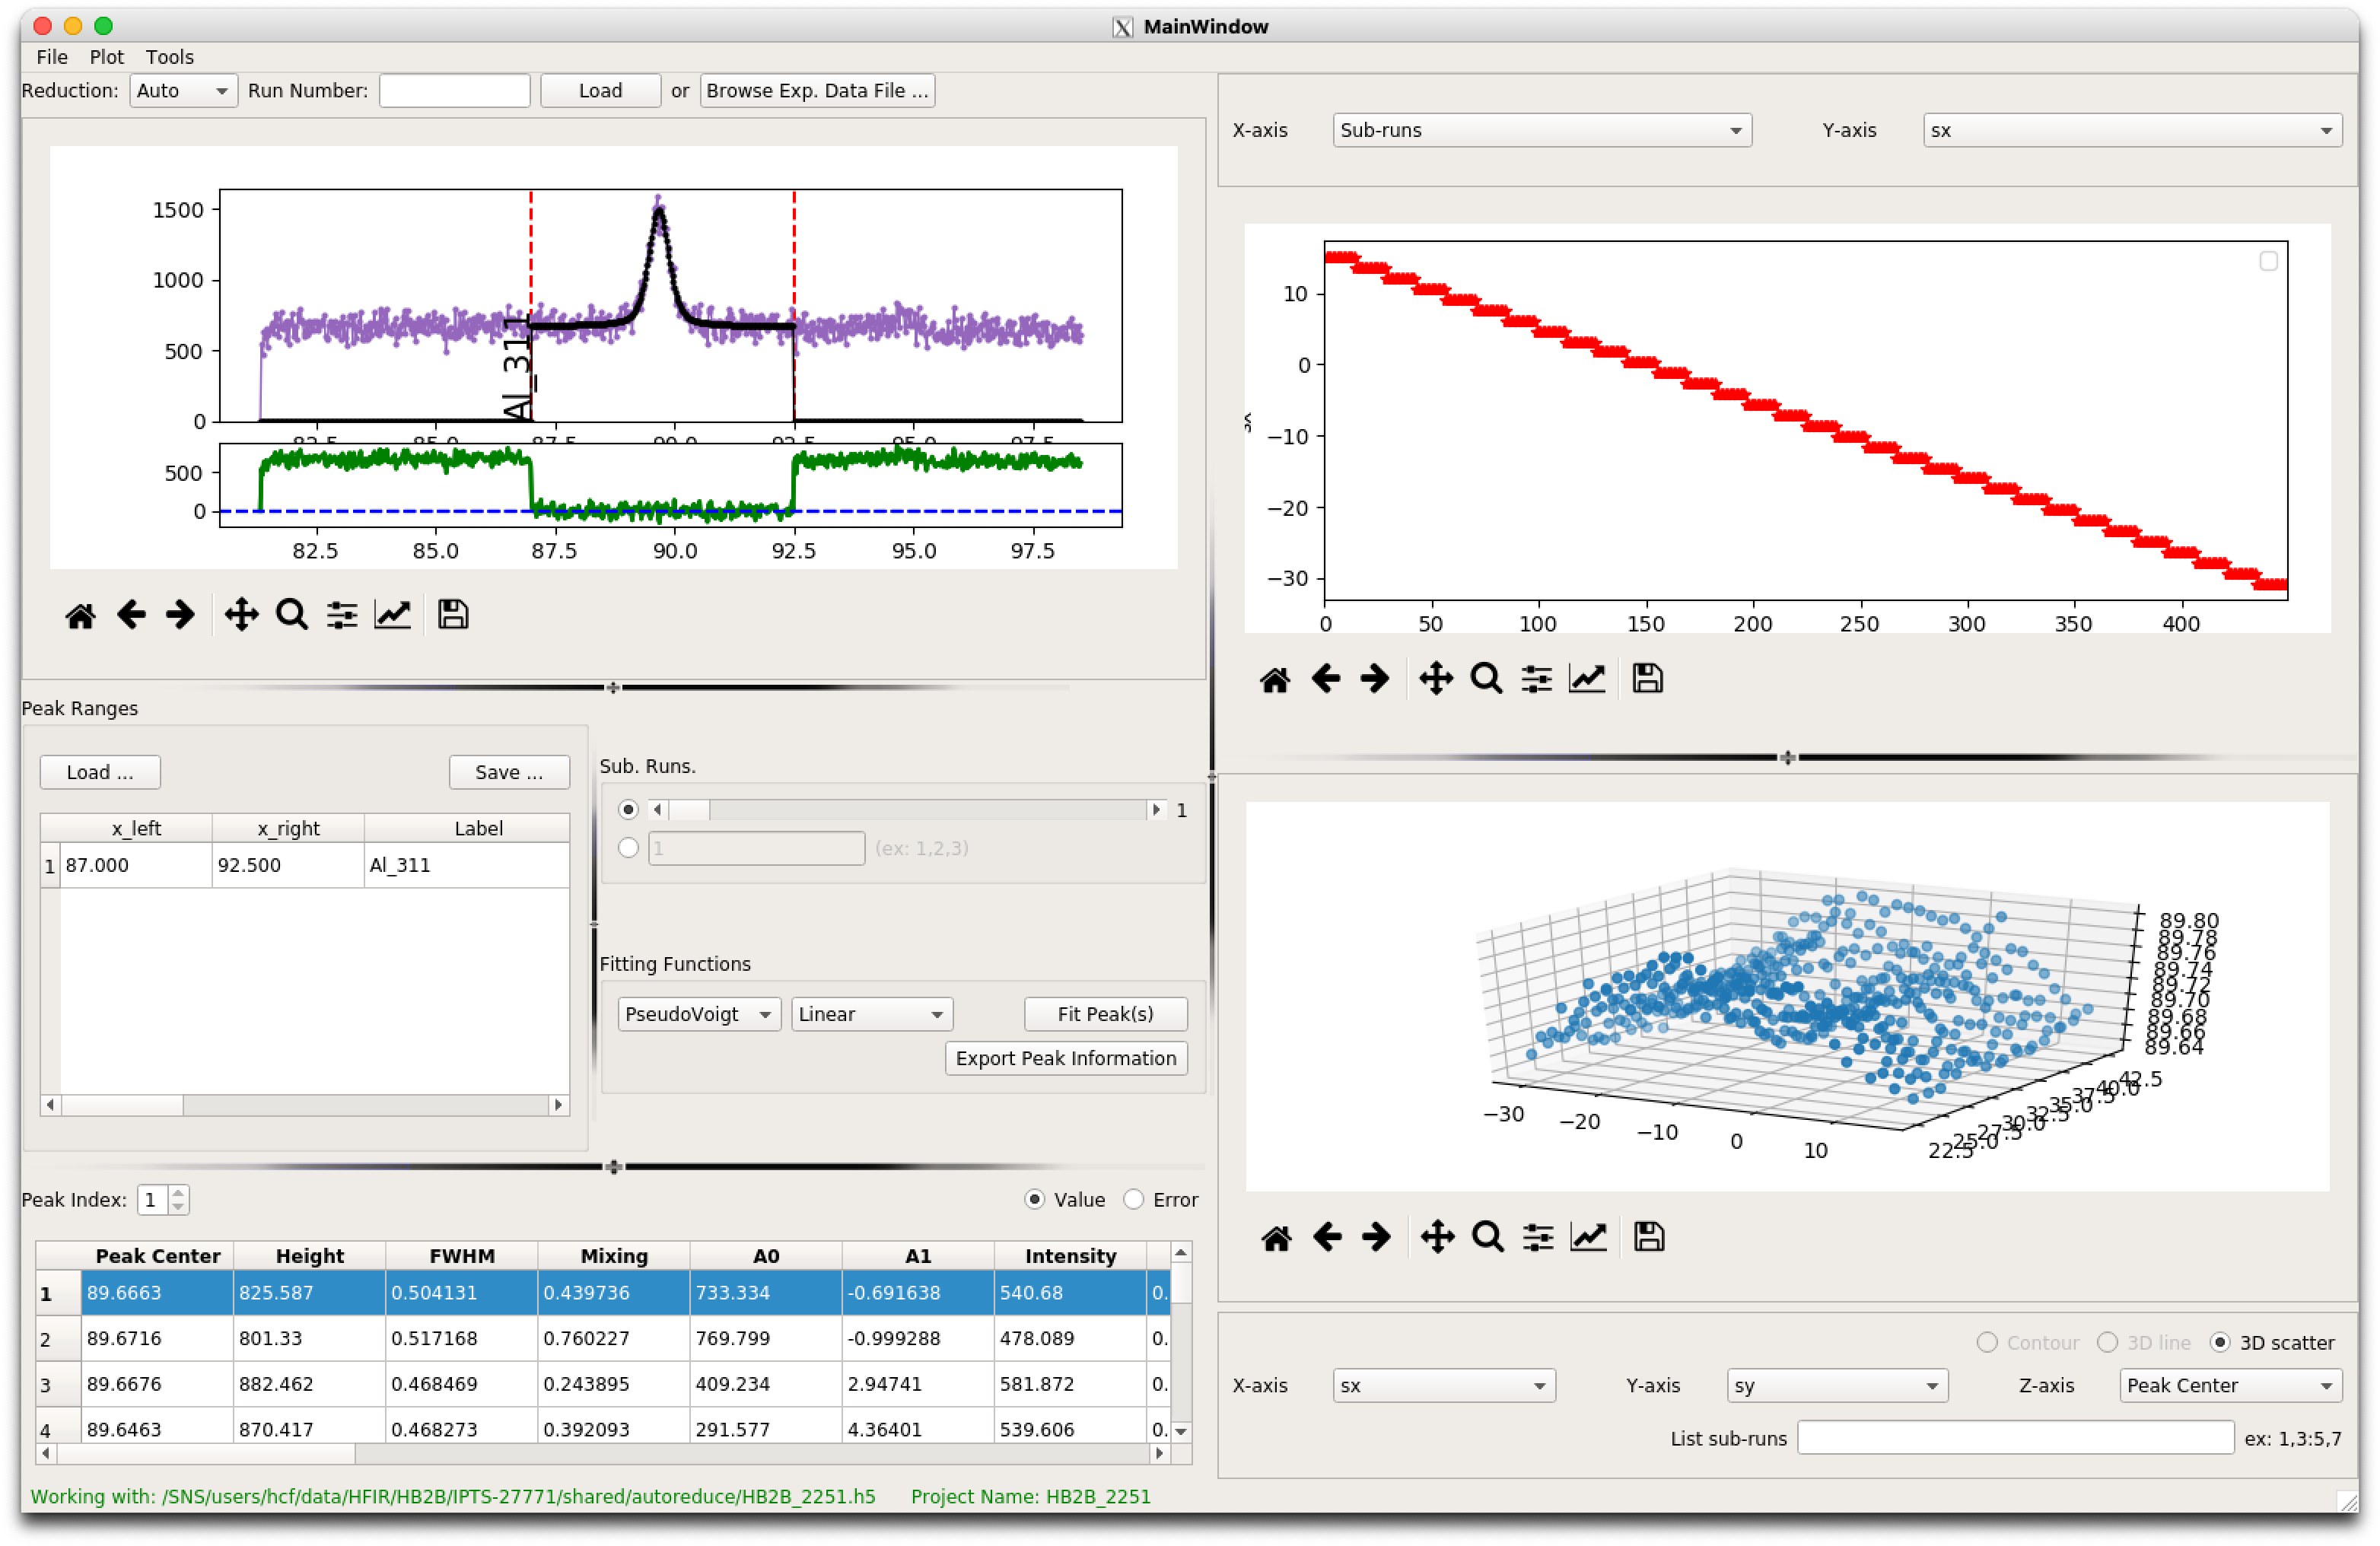 MainWindow
File Plot Tools
Reduction: Auto Run Number: Load or Browse Exp. Data File ...
1500
1000
500
0
Al_311
82.5 85.0 87.5 90.0 92.5 95.0 97.5
500
0
82.5 85.0 87.5 90.0 92.5 95.0 97.5
X-axis Sub-runs Y-axis sx
10
0
−10
−20
−30
sx
0 50 100 150 200 250 300 350 400
Peak Ranges
Load ... Save ...
x_left x_right Label
1 87.000 92.500 Al_311
Sub. Runs.
1
1 (ex: 1,2,3)
Fitting Functions
PseudoVoigt Linear Fit Peak(s)
Export Peak Information
89.80
89.78
89.76
89.74
89.72
89.70
89.68
89.66
89.64
−30 −20 −10 0 10
22.5 25.0 27.5 30.0 32.5 35.0 37.5 40.0 42.5
Peak Index: 1 Value Error
Peak Center Height FWHM Mixing A0 A1 Intensity
1 89.6663 825.587 0.504131 0.439736 733.334 -0.691638 540.68 0.
2 89.6716 801.33 0.517168 0.760227 769.799 -0.999288 478.089 0.
3 89.6676 882.462 0.468469 0.243895 409.234 2.94741 581.872 0.
4 89.6463 870.417 0.468273 0.392093 291.577 4.36401 539.606 0.
Contour 3D line 3D scatter
X-axis sx Y-axis sy Z-axis Peak Center
List sub-runs ex: 1,3:5,7
Working with: /SNS/users/hcf/data/HFIR/HB2B/IPTS-27771/shared/autoreduce/HB2B_2251.h5 Project Name: HB2B_2251